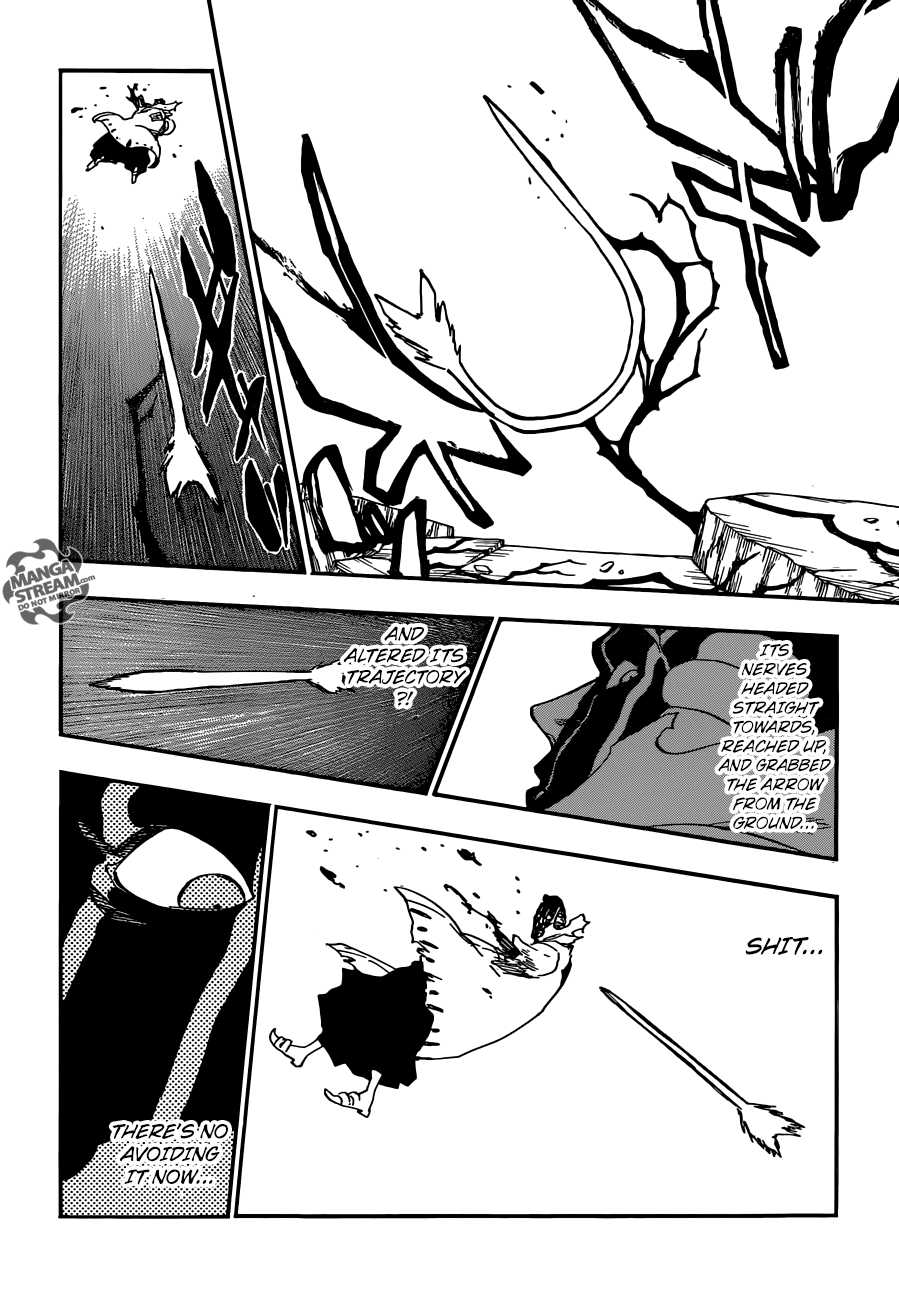 MANGA
STREAM.com
DO NOT MIRROR
ITS
NERVES
HEADED
STRAIGHT
TOWARDS,
REACHED UP,
AND GRABBED
THE ARROW
FROM THE
GROUND...
AND
ALTERED ITS
TRAJECTORY
?!
SHIT...
THERE'S NO
AVOIDING
IT NOW...